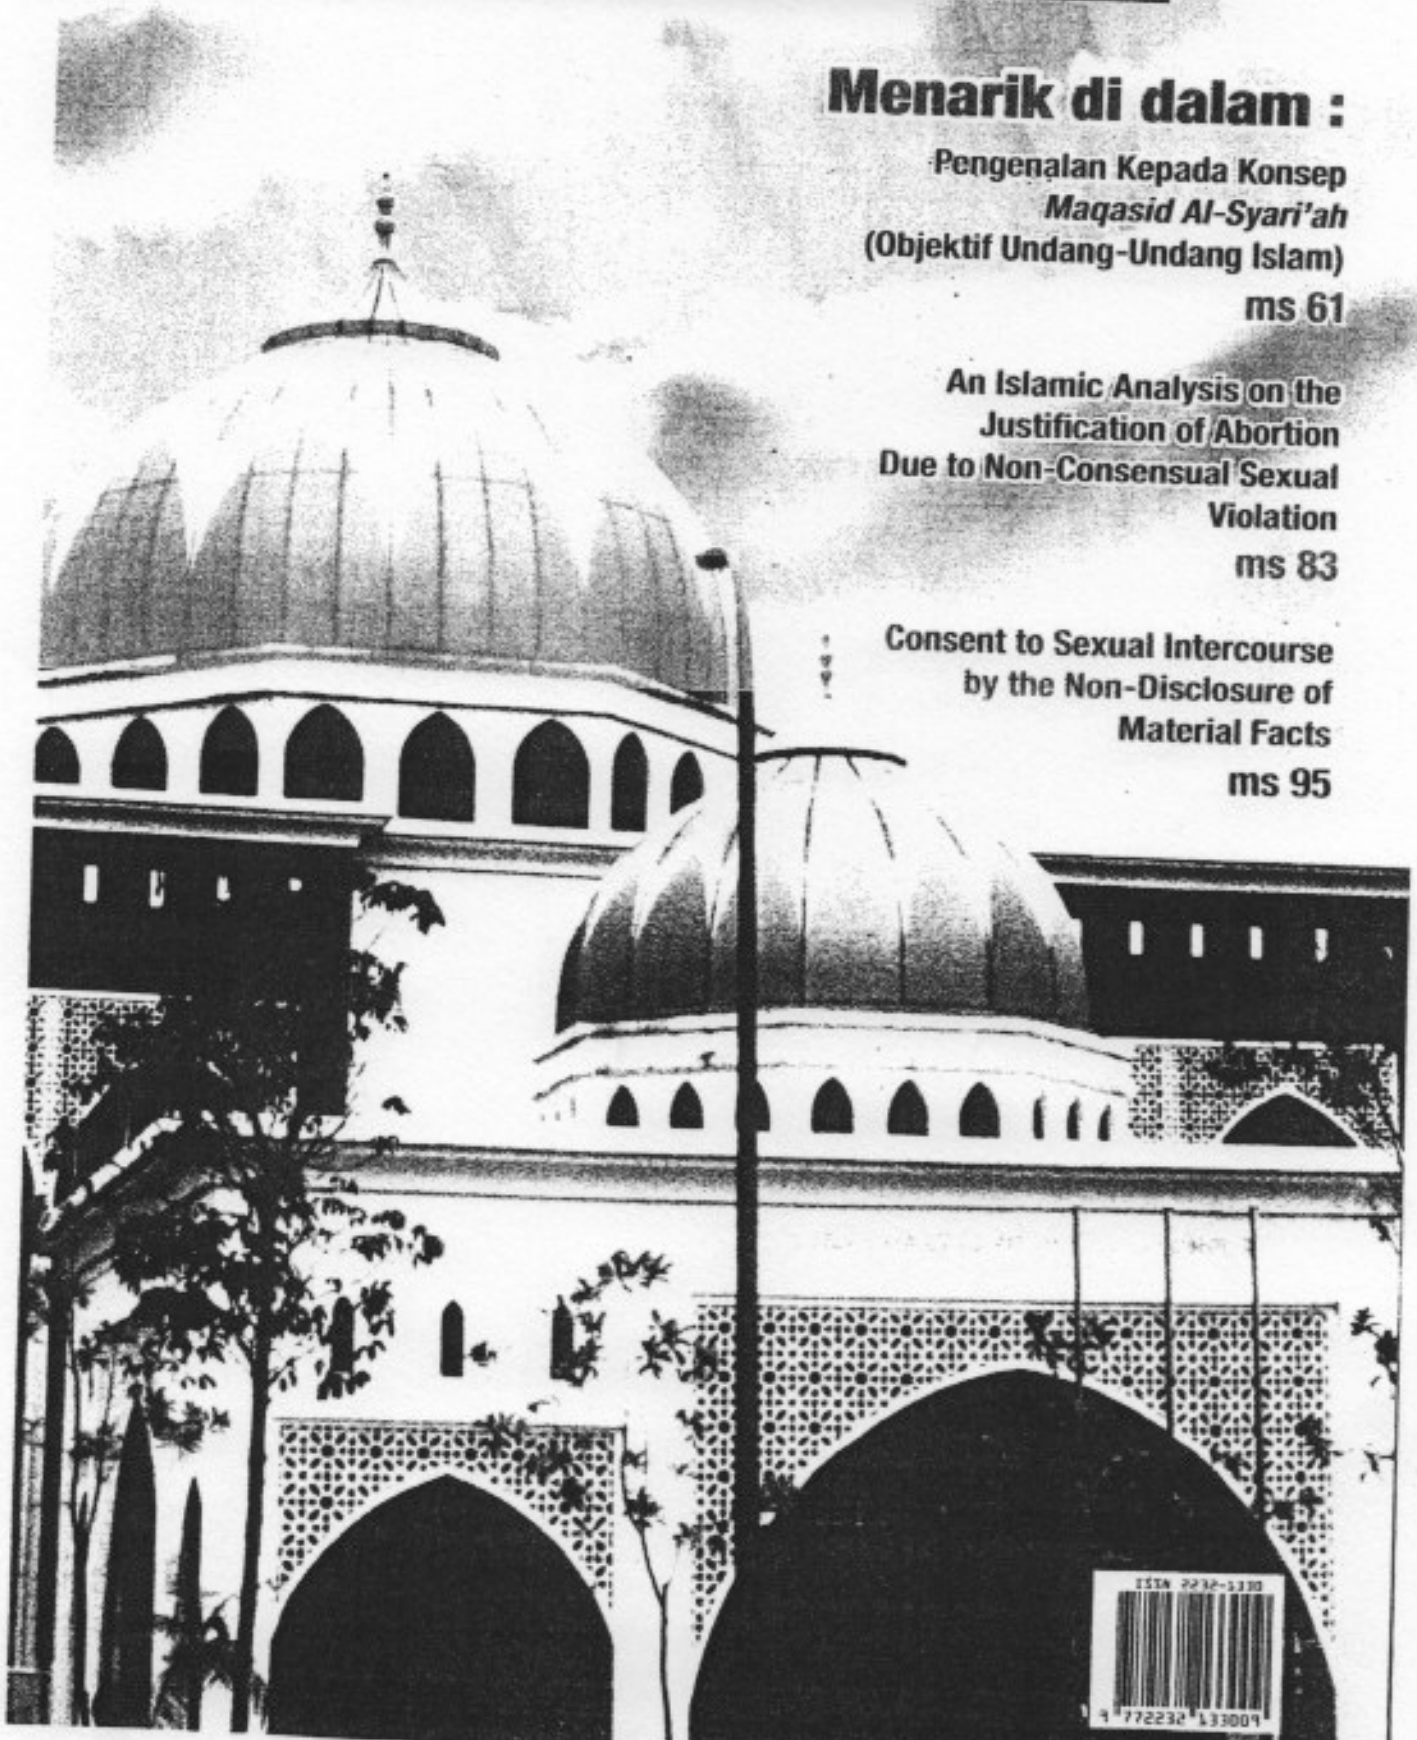 Menarik di dalam :
Pengenalan Kepada Konsep
Maqasid Al-Syari'ah
(Objektif Undang-Undang Islam)
ms 61
An Islamic Analysis on the
Justification of Abortion
Due to Non-Consensual Sexual
Violation
ms 83
Consent to Sexual Intercourse
by the Non-Disclosure of
Material Facts
ms 95
ISSN 2232-1330
9 772232 133009